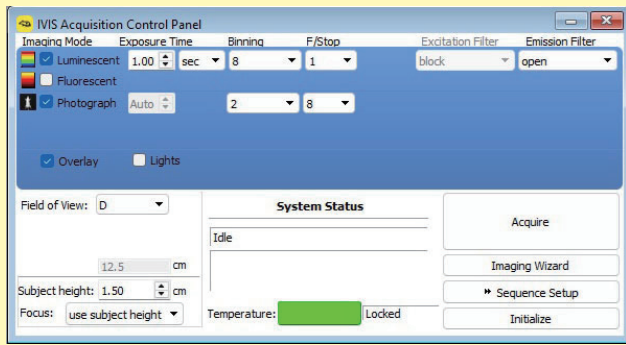 IVIS Acquisition Control Panel
Imaging Mode Exposure Time Binning F/Stop Excitation Filter Emission Filter
Luminescent 1.00 sec 8 1 block open
Fluorescent
Photograph Auto 2 8
Overlay Lights
Field of View: D
System Status
Acquire
Idle
12.5 cm
Imaging Wizard
Subject height: 1.50 cm
Sequence Setup
Focus: use subject height
Temperature: Locked
Initialize